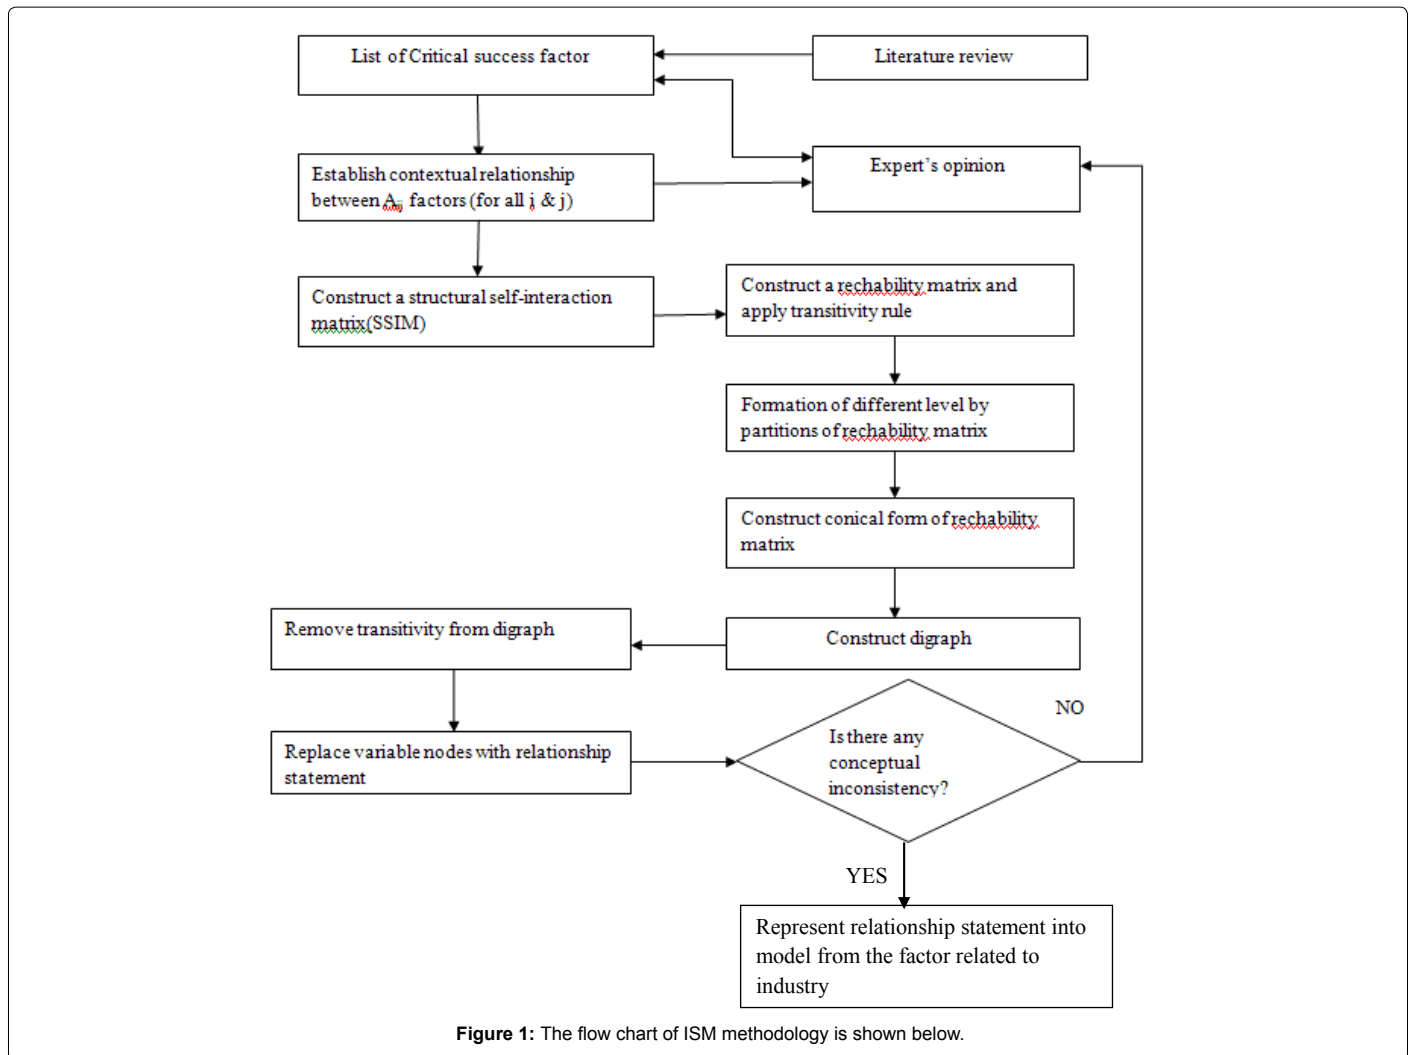 List of Critical success factor
Literature review
Expert's opinion
Establish contextual relationship
between Aij factors (for all i & j)
Construct a structural self-interaction
matrix(SSIM)
Construct a rechability matrix and
apply transitivity rule
Formation of different level by
partitions of rechability matrix
Construct conical form of rechability
matrix
Construct digraph
Remove transitivity from digraph
Replace variable nodes with relationship
statement
Is there any
conceptual
inconsistency?
NO
YES
Represent relationship statement into
model from the factor related to
industry
Figure 1: The flow chart of ISM methodology is shown below.